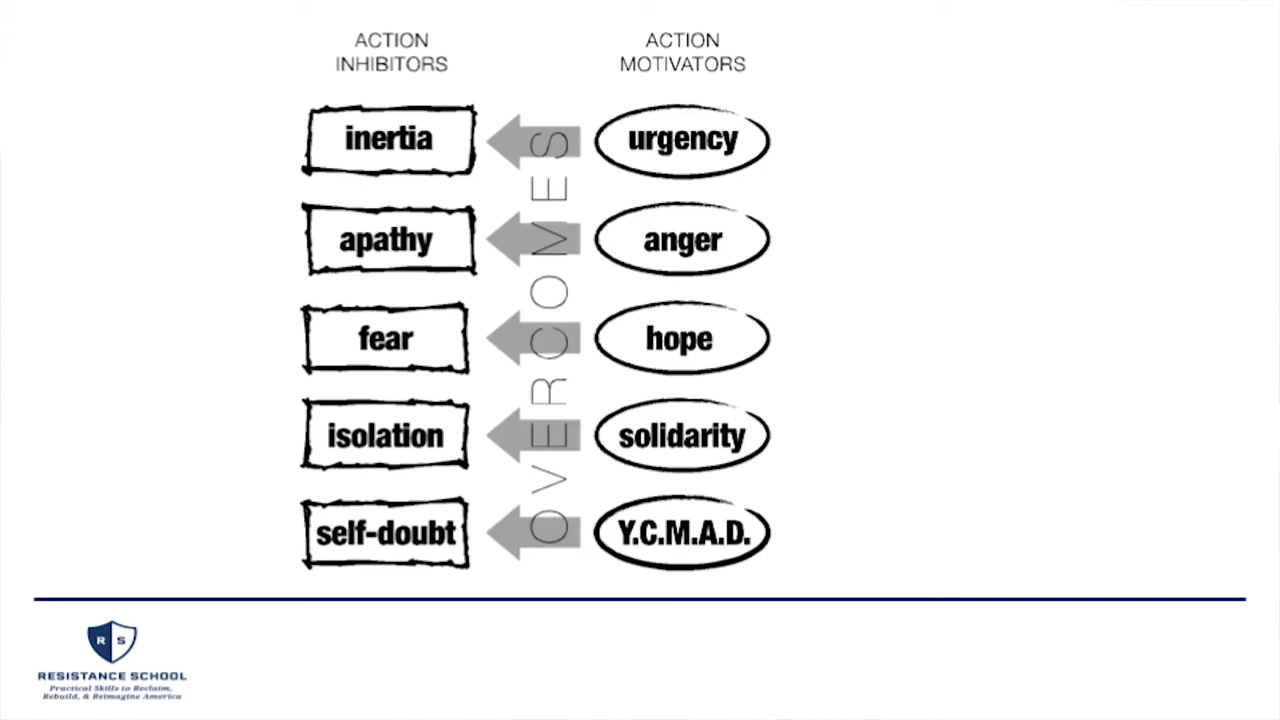 ACTION
INHIBITORS
ACTION
MOTIVATORS
inertia
urgency
apathy
anger
fear
hope
isolation
solidarity
self-doubt
Y.C.M.A.D.
OVERCOMES
R S
RESISTANCE SCHOOL
Practical Skills to Reclaim,
Rebuild, & Reimagine America